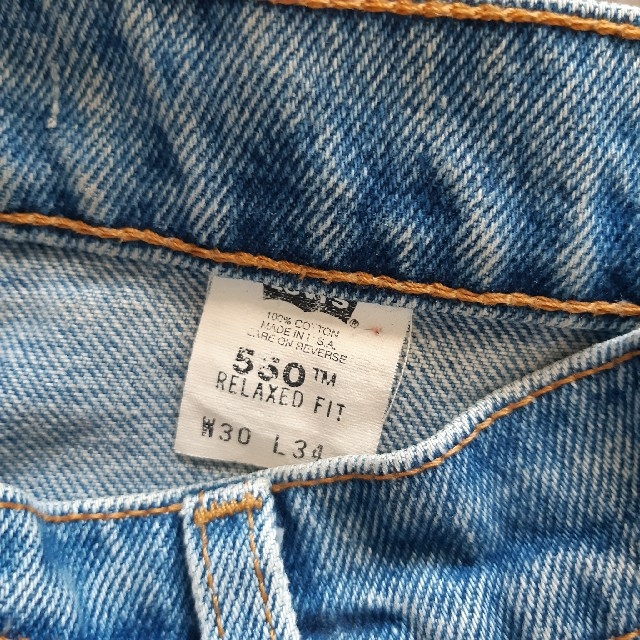 ®
100% COTTON
MADE IN U.S.A.
CARE ON REVERSE
550™
RELAXED FIT
W30 L34